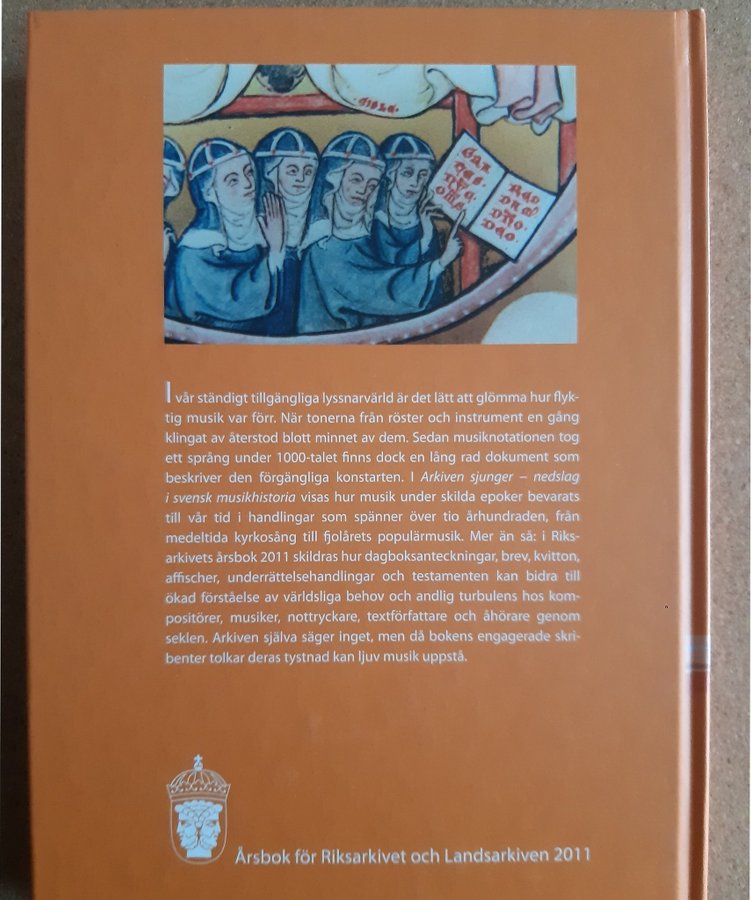 I vår ständigt tillgängliga lyssnarvärld är det lätt att glömma hur flyk-
tig musik var förr. När tonerna från röster och instrument en gång
klingat av återstod blott minnet av dem. Sedan musiknotationen tog
ett språng under 1000-talet finns dock en lång rad dokument som
beskriver den förgängliga konstarten. I Arkiven sjunger – nedslag
i svensk musikhistoria visas hur musik under skilda epoker bevarats
till vår tid i handlingar som spänner över tio århundraden, från
medeltida kyrkosång till fjolårets populärmusik. Mer än så: i Riks-
arkivets årsbok 2011 skildras hur dagboksanteckningar, brev, kvitton,
affischer, underrättelsehandlingar och testamenten kan bidra till
ökad förståelse av världsliga behov och andlig turbulens hos kom-
positörer, musiker, nottryckare, textförfattare och åhörare genom
seklen. Arkiven själva säger inget, men då bokens engagerade skri-
benter tolkar deras tystnad kan ljuv musik uppstå.
Årsbok för Riksarkivet och Landsarkiven 2011